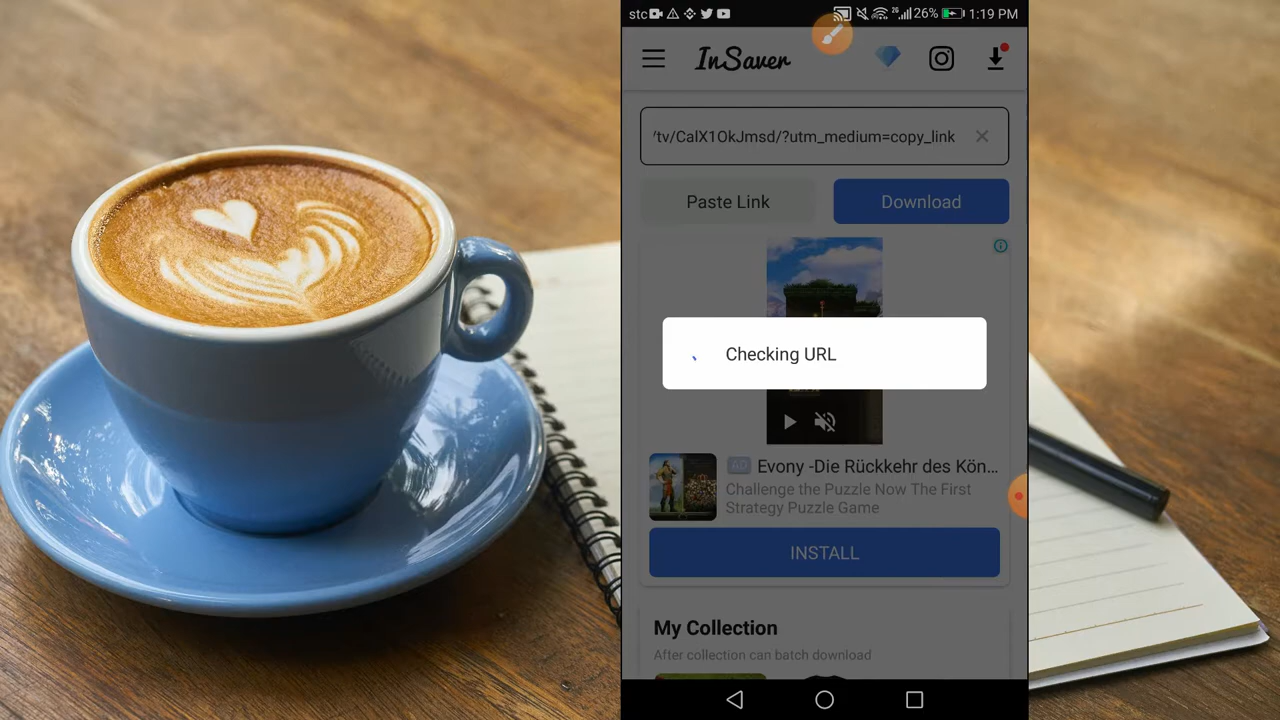 stc 26% 1:19 PM
InSaver
/tv/CalX1OkJmsd/?utm_medium=copy_link
Paste Link Download
Checking URL
AD Evony -Die Rückkehr des Kön...
Challenge the Puzzle Now The First
Strategy Puzzle Game
INSTALL
My Collection
After collection can batch download